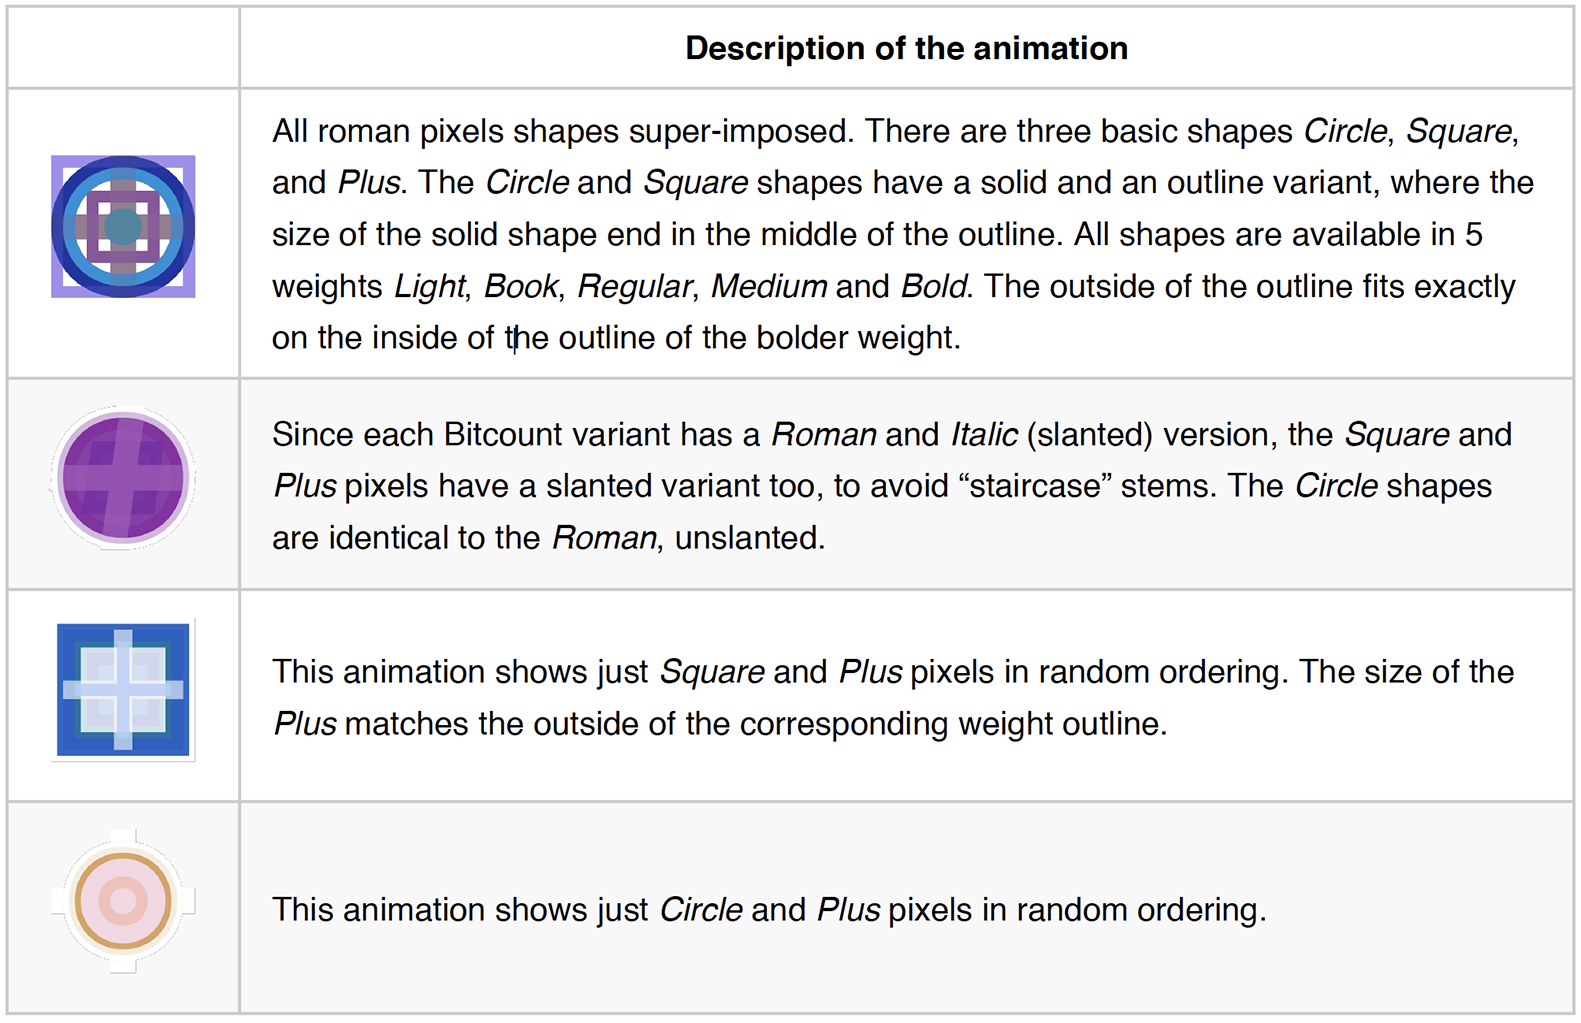 Description of the animation
All roman pixels shapes super-imposed. There are three basic shapes Circle, Square,
and Plus. The Circle and Square shapes have a solid and an outline variant, where the
size of the solid shape end in the middle of the outline. All shapes are available in 5
weights Light, Book, Regular, Medium and Bold. The outside of the outline fits exactly
on the inside of the outline of the bolder weight.
Since each Bitcount variant has a Roman and Italic (slanted) version, the Square and
Plus pixels have a slanted variant too, to avoid “staircase” stems. The Circle shapes
are identical to the Roman, unslanted.
This animation shows just Square and Plus pixels in random ordering. The size of the
Plus matches the outside of the corresponding weight outline.
This animation shows just Circle and Plus pixels in random ordering.